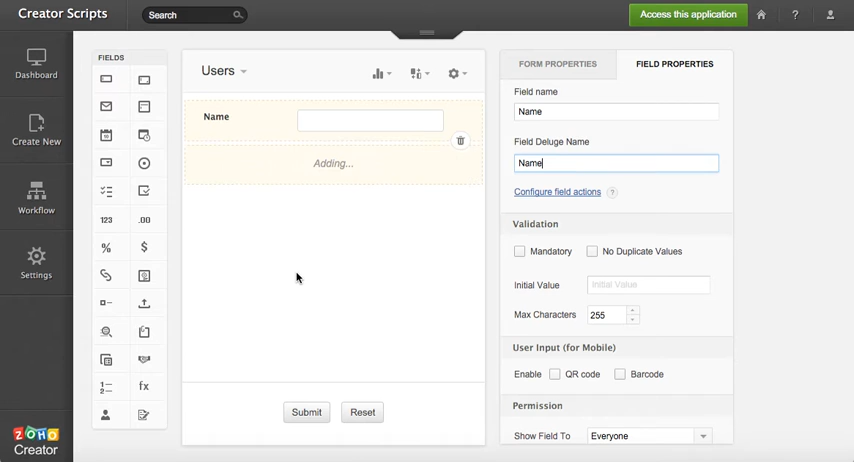 Creator Scripts
Search
Access this application
?
Dashboard
Create New
Workflow
Settings
ZOHO
Creator
FIELDS
10
123
.00
%
$
1
2
fx
Users
Name
Adding...
Submit
Reset
FORM PROPERTIES
FIELD PROPERTIES
Field name
Name
Field Deluge Name
Name
Configure field actions ?
Validation
Mandatory
No Duplicate Values
Initial Value
Initial Value
Max Characters
255
User Input (for Mobile)
Enable
QR code
Barcode
Permission
Show Field To
Everyone